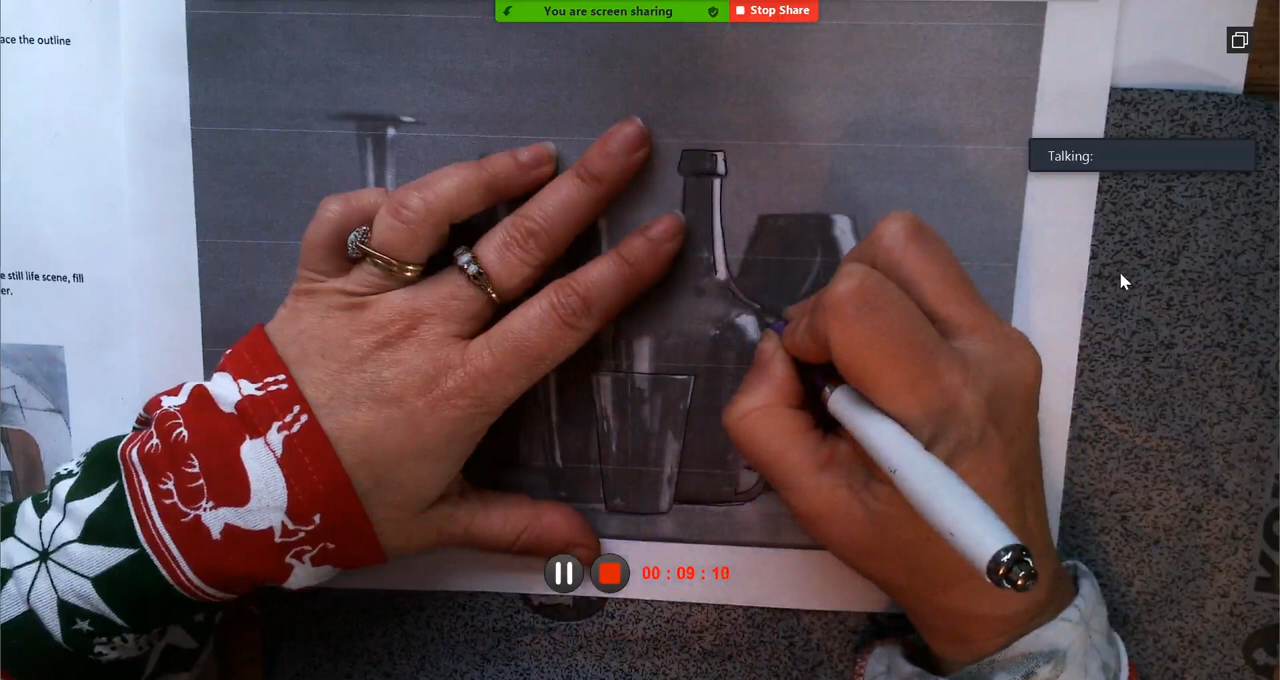 You are screen sharing
Stop Share
ace the outline
Talking:
e still life scene, fill
er.
00 : 09 : 10